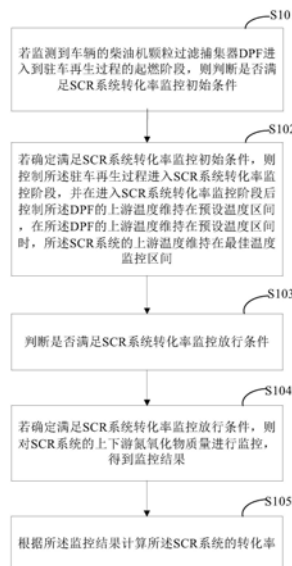 S10
若监测到车辆的柴油机颗粒过滤捕集器DPF进
入到驻车再生过程的起燃阶段，则判断是否满
足SCR系统转化率监控初始条件
S102
若确定满足SCR系统转化率监控初始条件，则
控制所述驻车再生过程进入SCR系统转化率监
控阶段，并在进入SCR系统转化率监控阶段后
控制所述DPF的上游温度维持在预设温度区间
，在所述DPF的上游温度维持在预设温度区间
时，所述SCR系统的上游温度维持在最佳温度
监控区间
S103
判断是否满足SCR系统转化率监控放行条件
S104
若确定满足SCR系统转化率监控放行条件，则
对SCR系统的上下游氮氧化物质量进行监控，
得到监控结果
S105
根据所述监控结果计算所述SCR系统的转化率